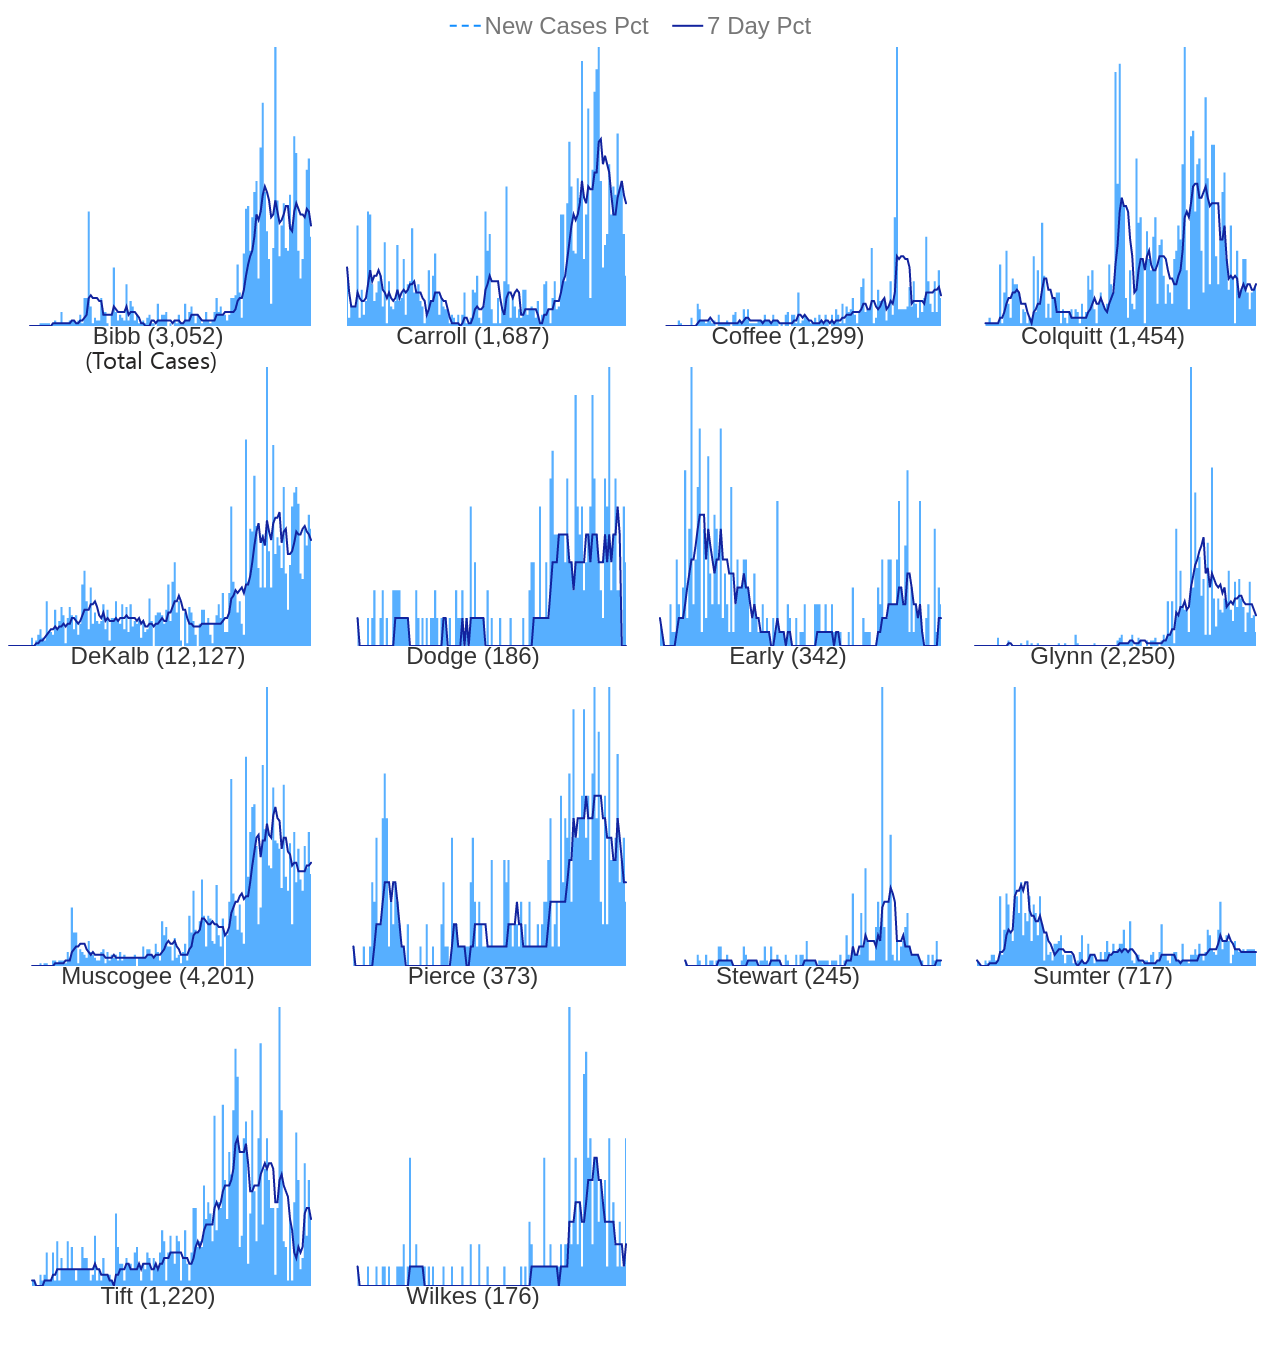 New Cases Pct 7 Day Pct
Bibb (3,052) Carroll (1,687) Coffee (1,299) Colquitt (1,454)
(Total Cases)
DeKalb (12,127) Dodge (186) Early (342) Glynn (2,250)
Muscogee (4,201) Pierce (373) Stewart (245) Sumter (717)
Tift (1,220) Wilkes (176)